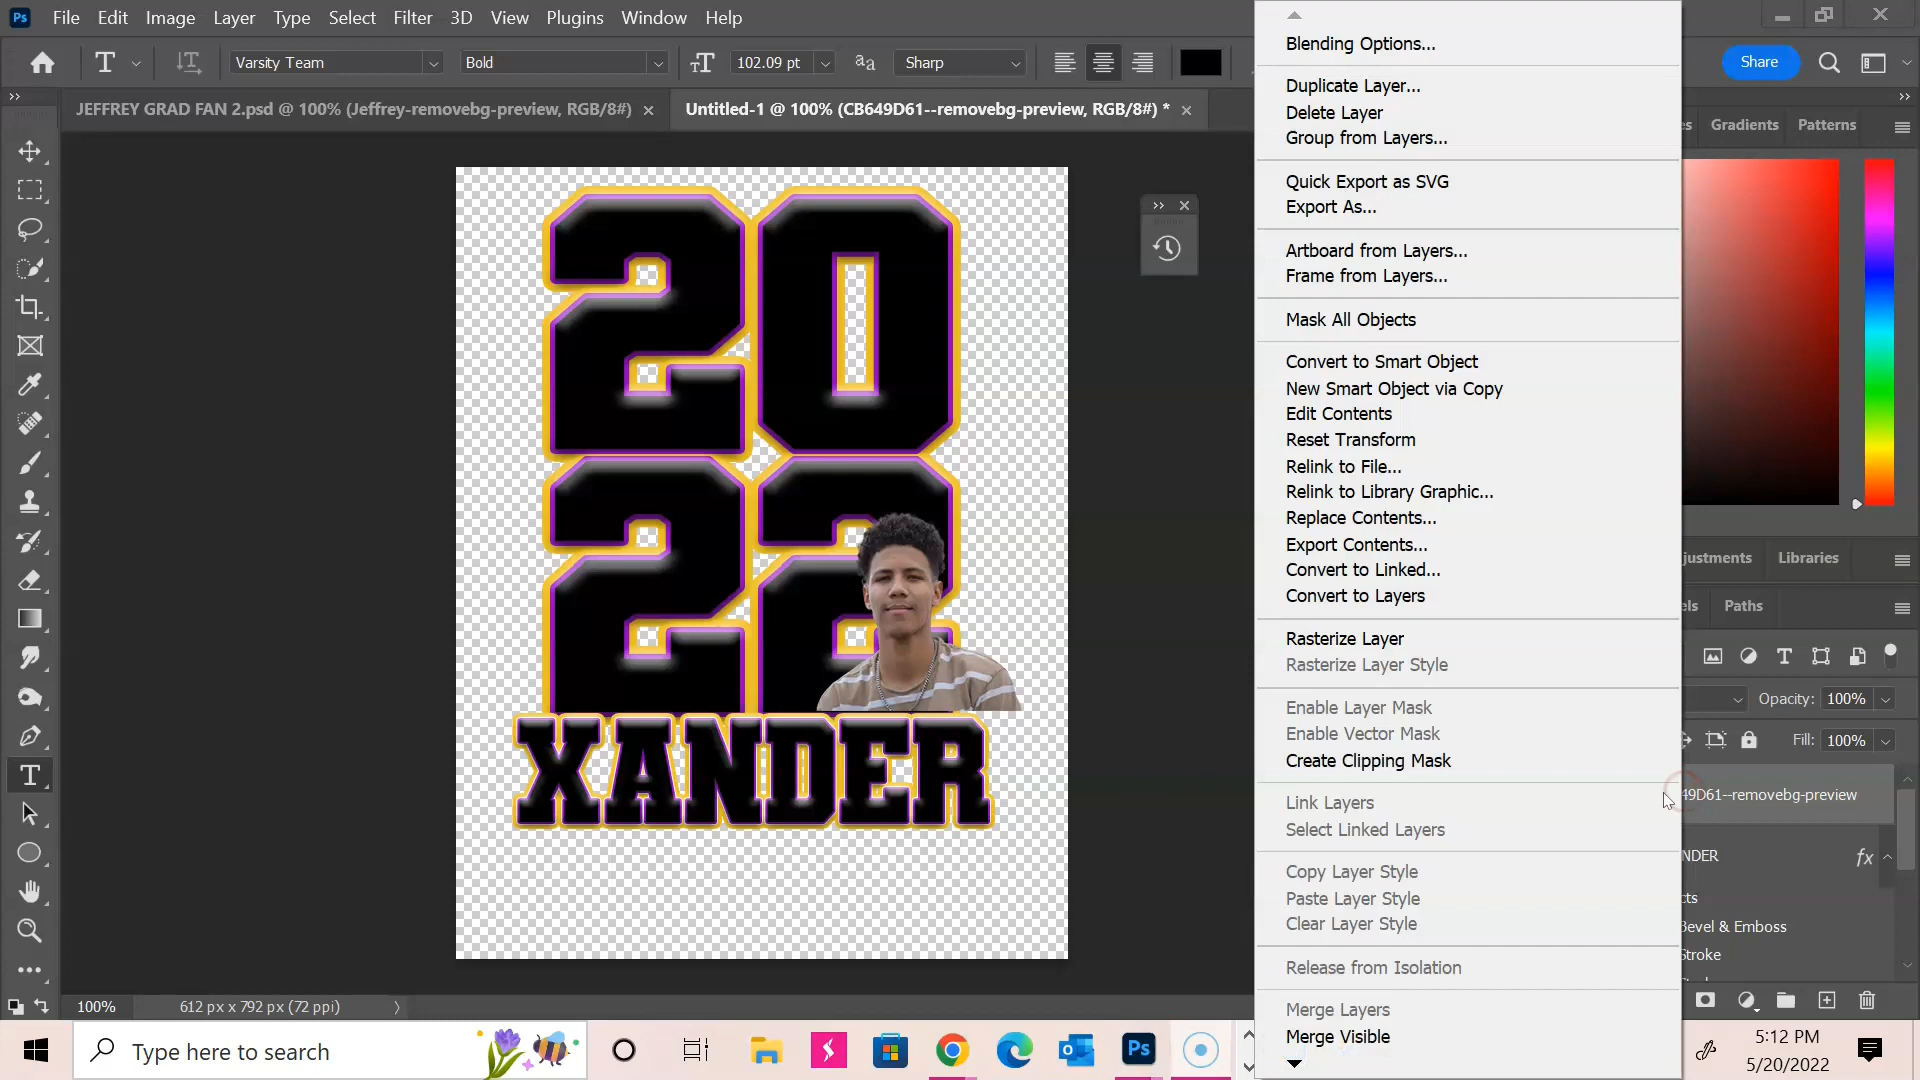 Ps File Edit Image Layer Type Select Filter 3D View Plugins Window Help
T Varsity Team Bold 102.09 pt aa Sharp Share
JEFFREY GRAD FAN 2.psd @ 100% (Jeffrey-removebg-preview, RGB/8#) × Untitled-1 @ 100% (CB649D61--removebg-preview, RGB/8#) * ×
es Gradients Patterns
20
22
XANDER
Blending Options...
Duplicate Layer...
Delete Layer
Group from Layers...
Quick Export as SVG
Export As...
Artboard from Layers...
Frame from Layers...
Mask All Objects
Convert to Smart Object
New Smart Object via Copy
Edit Contents
Reset Transform
Relink to File...
Relink to Library Graphic...
Replace Contents...
Export Contents...
Convert to Linked...
Convert to Layers
Rasterize Layer
Rasterize Layer Style
Enable Layer Mask
Enable Vector Mask
Create Clipping Mask
Link Layers
Select Linked Layers
Copy Layer Style
Paste Layer Style
Clear Layer Style
Release from Isolation
Merge Layers
Merge Visible
djustments Libraries
els Paths
Opacity: 100%
Fill: 100%
49D61--removebg-preview
NDER fx
cts
Bevel & Emboss
Stroke
100% 612 px x 792 px (72 ppi)
Type here to search
Ps
5:12 PM
5/20/2022